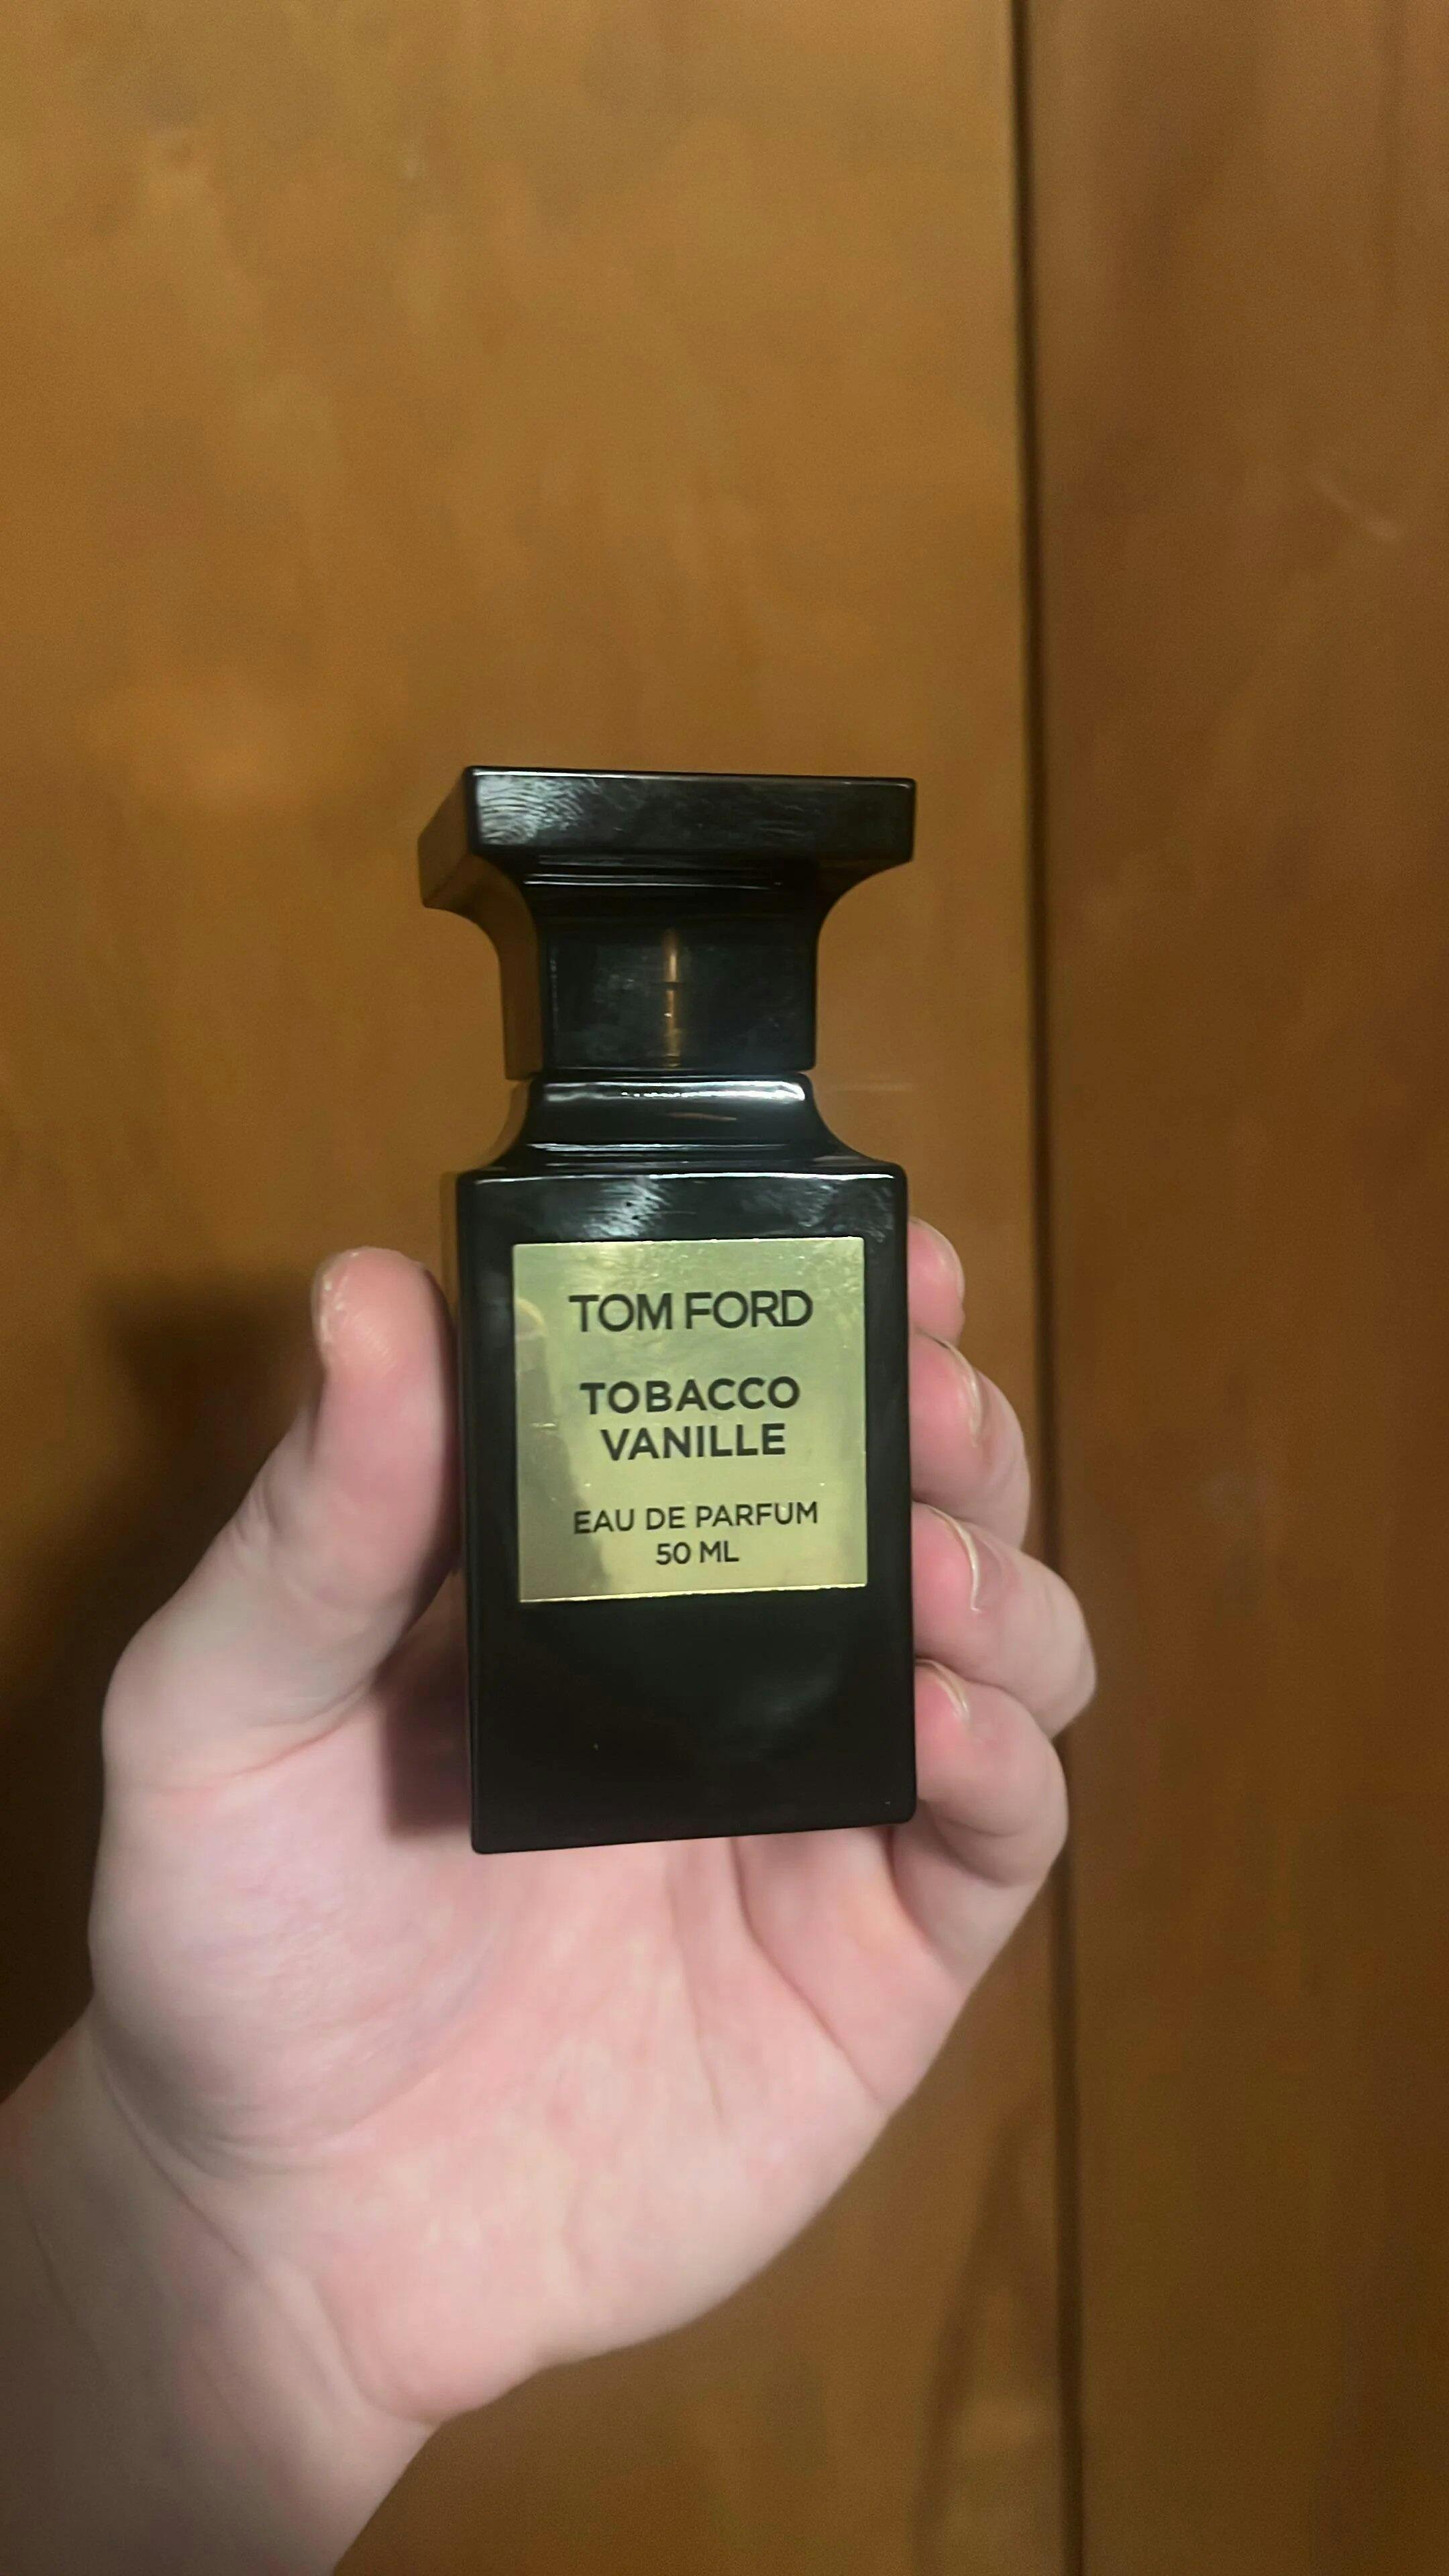 TOM FORD
TOBACCO
VANILLE
EAU DE PARFUM
50 ML